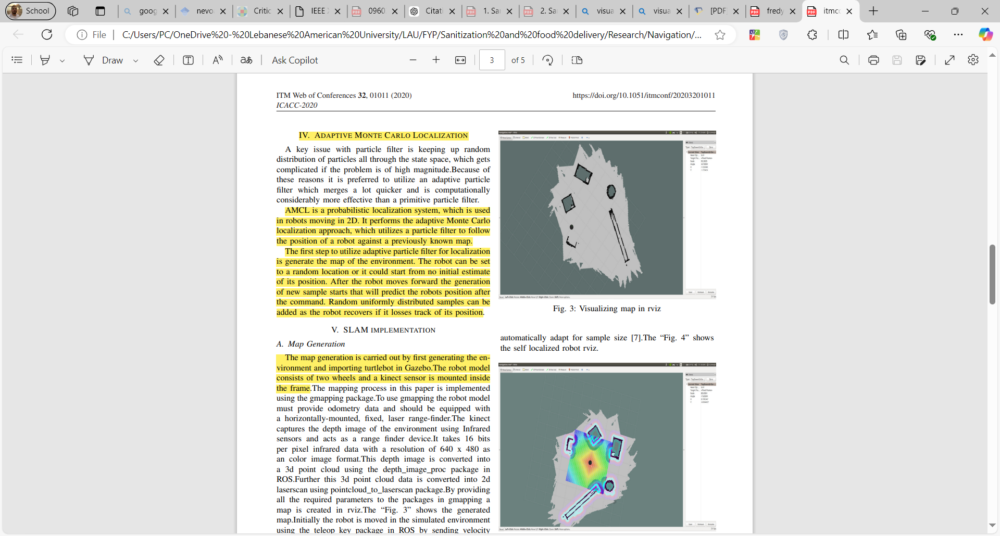 School
goog
nevo
Critic
IEEE
0960
Citati
1. Sa
2. Sa
visua
visua
[PDF
fredy
itmc
File
C:/Users/PC/OneDrive%20-%20Lebanese%20American%20University/LAU/FYP/Sanitization%20and%20food%20delivery/Research/Navigation/...
Draw
Ask Copilot
3 of 5
ITM Web of Conferences 32, 01011 (2020)
https://doi.org/10.1051/itmconf/20203201011
ICACC-2020
IV. ADAPTIVE MONTE CARLO LOCALIZATION
A key issue with particle filter is keeping up random
distribution of particles all through the state space, which gets
complicated if the problem is of high magnitude.Because of
these reasons it is preferred to utilize an adaptive particle
filter which merges a lot quicker and is computationally
considerably more effective than a primitive particle filter.
AMCL is a probabilistic localization system, which is used
in robots moving in 2D. It performs the adaptive Monte Carlo
localization approach, which utilizes a particle filter to follow
the position of a robot against a previously known map.
The first step to utilize adaptive particle filter for localization
is generate the map of the environment. The robot can be set
to a random location or it could start from no initial estimate
of its position. After the robot moves forward the generation
of new sample starts that will predict the robots position after
the command. Random uniformly distributed samples can be
added as the robot recovers if it losses track of its position.
V. SLAM IMPLEMENTATION
A. Map Generation
The map generation is carried out by first generating the en-
vironment and importing turtlebot in Gazebo.The robot model
consists of two wheels and a kinect sensor is mounted inside
the frame.The mapping process in this paper is implemented
using the gmapping package.To use gmapping the robot model
must provide odometry data and should be equipped with
a horizontally-mounted, fixed, laser range-finder.The kinect
captures the depth image of the environment using Infrared
sensors and acts as a range finder device.It takes 16 bits
per pixel infrared data with a resolution of 640 x 480 as
an color image format.This depth image is converted into
a 3d point cloud using the depth_image_proc package in
ROS.Further this 3d point cloud data is converted into 2d
laserscan using pointcloud_to_laserscan package.By providing
all the required parameters to the packages in gmapping a
map is created in rviz.The “Fig. 3” shows the generated
map.Initially the robot is moved in the simulated environment
using the teleop key package in ROS by sending velocity
Fig. 3: Visualizing map in rviz
automatically adapt for sample size [7].The “Fig. 4” shows
the self localized robot rviz.